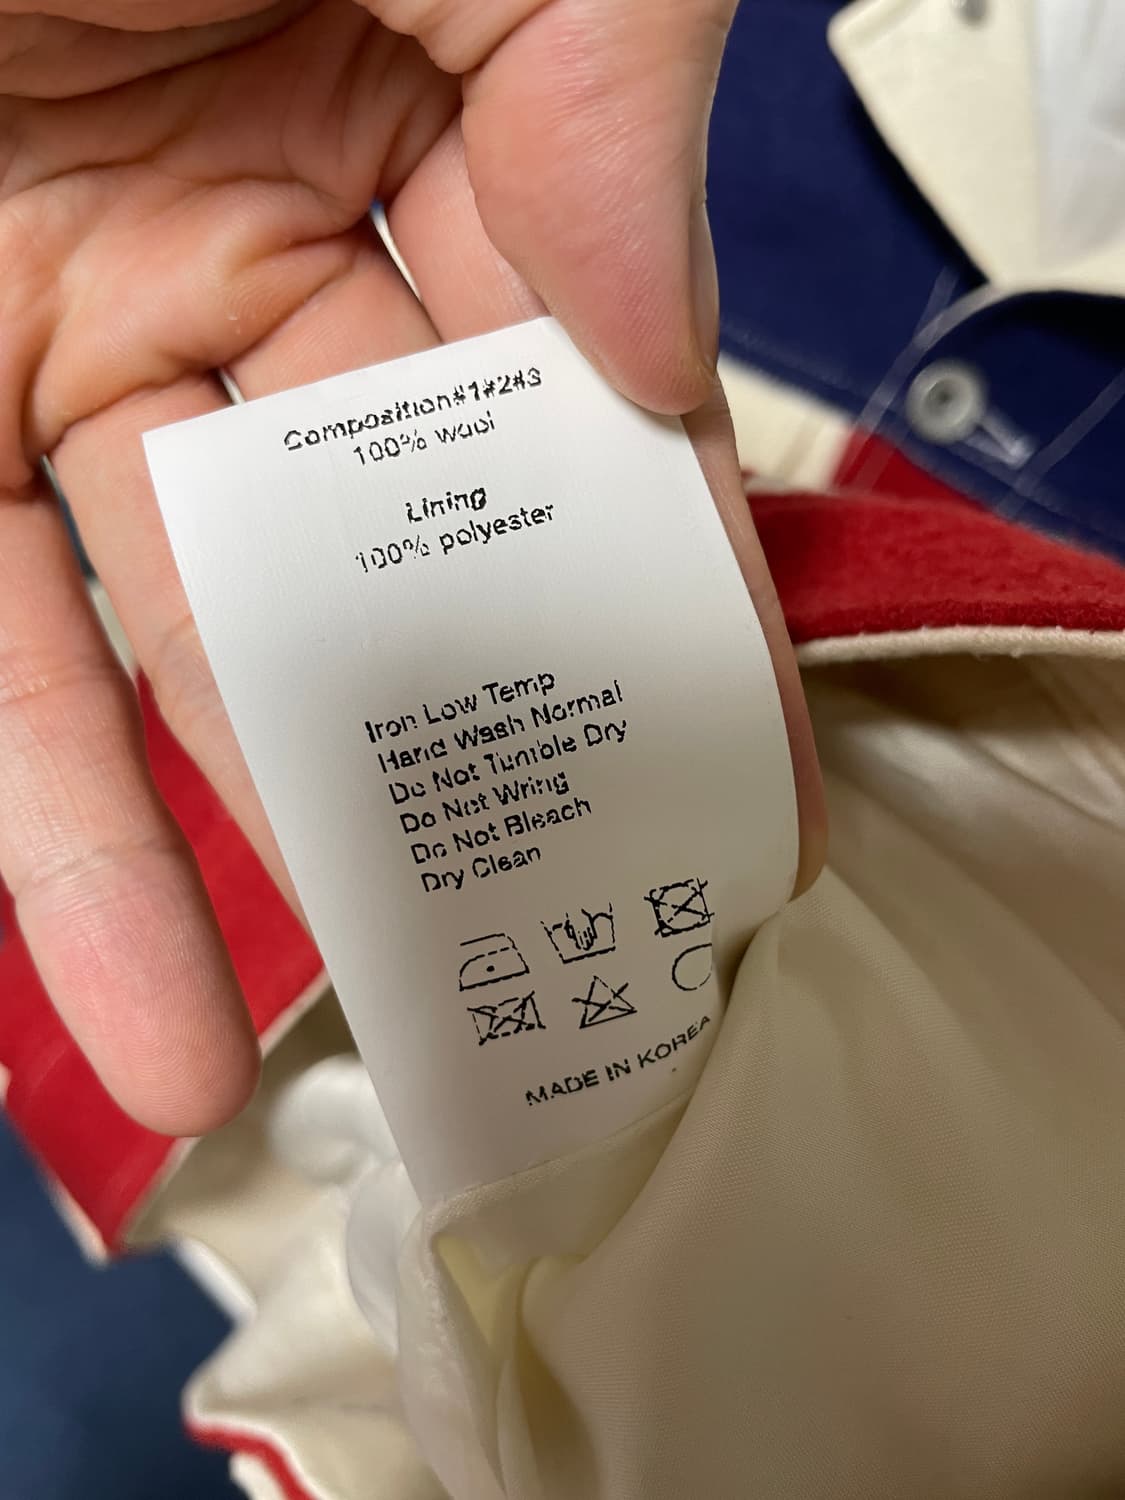 Composition#1#2#3
100% wool
Lining
100% polyester
Iron Low Temp
Hand Wash Normal
Do Not Tumble Dry
Do Not Wring
Do Not Bleach
Dry Clean
MADE IN KOREA